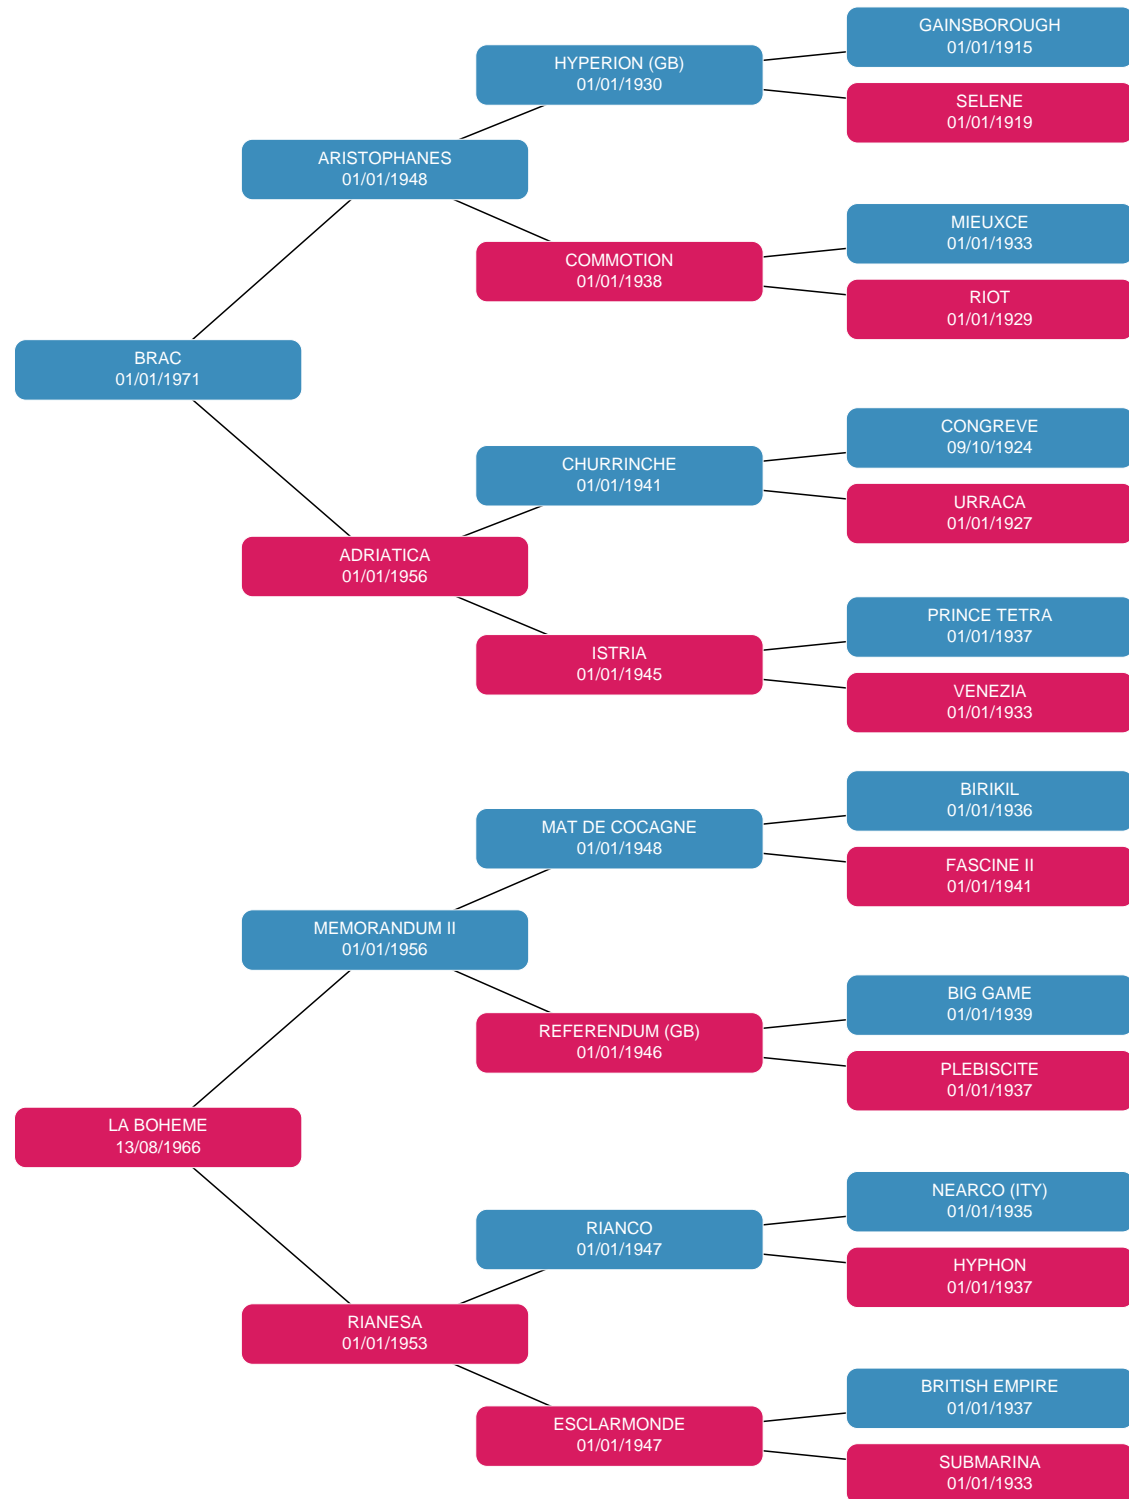 GAINSBOROUGH
01/01/1915
HYPERION (GB)
01/01/1930
SELENE
01/01/1919
ARISTOPHANES
01/01/1948
MIEUXCE
01/01/1933
COMMOTION
01/01/1938
RIOT
01/01/1929
BRAC
01/01/1971
CONGREVE
09/10/1924
CHURRINCHE
01/01/1941
URRACA
01/01/1927
ADRIATICA
01/01/1956
PRINCE TETRA
01/01/1937
ISTRIA
01/01/1945
VENEZIA
01/01/1933
BIRIKIL
01/01/1936
MAT DE COCAGNE
01/01/1948
FASCINE II
01/01/1941
MEMORANDUM II
01/01/1956
BIG GAME
01/01/1939
REFERENDUM (GB)
01/01/1946
PLEBISCITE
01/01/1937
LA BOHEME
13/08/1966
NEARCO (ITY)
01/01/1935
RIANCO
01/01/1947
HYPHON
01/01/1937
RIANESA
01/01/1953
BRITISH EMPIRE
01/01/1937
ESCLARMONDE
01/01/1947
SUBMARINA
01/01/1933